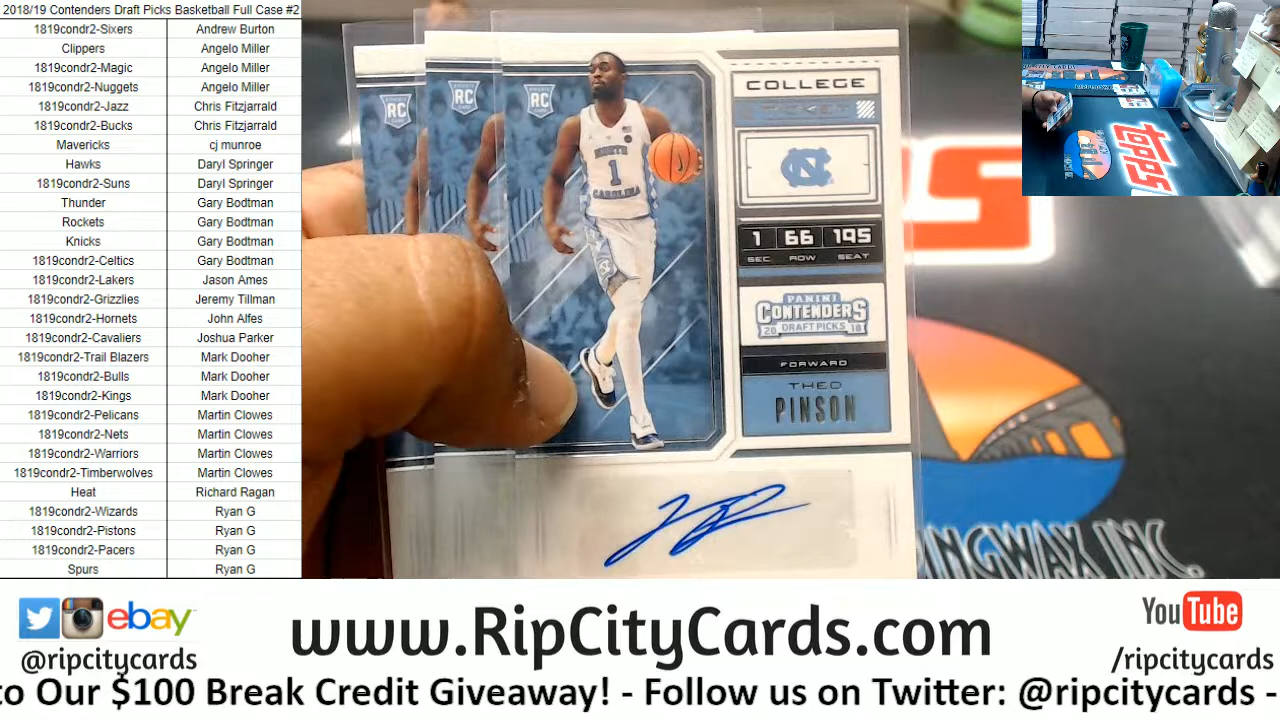 2018/19 Contenders Draft Picks Basketball Full Case #2
1819condr2-Sixers Andrew Burton
Clippers Angelo Miller
1819condr2-Magic Angelo Miller
1819condr2-Nuggets Angelo Miller
1819condr2-Jazz Chris Fitzjarrald
1819condr2-Bucks Chris Fitzjarrald
Mavericks cj munroe
Hawks Daryl Springer
1819condr2-Suns Daryl Springer
Thunder Gary Bodtman
Rockets Gary Bodtman
Knicks Gary Bodtman
1819condr2-Celtics Gary Bodtman
1819condr2-Lakers Jason Ames
1819condr2-Grizzlies Jeremy Tillman
1819condr2-Hornets John Alfes
1819condr2-Cavaliers Joshua Parker
1819condr2-Trail Blazers Mark Dooher
1819condr2-Bulls Mark Dooher
1819condr2-Kings Mark Dooher
1819condr2-Pelicans Martin Clowes
1819condr2-Nets Martin Clowes
1819condr2-Warriors Martin Clowes
1819condr2-Timberwolves Martin Clowes
Heat Richard Ragan
1819condr2-Wizards Ryan G
1819condr2-Pistons Ryan G
1819condr2-Pacers Ryan G
Spurs Ryan G
RC
RC
RC
NORTH
1
CAROLINA
COLLEGE
TICKET
NC
1 66 195
SEC ROW SEAT
PANINI
CONTENDERS
20 DRAFT PICKS 18
FORWARD
THEO
PINSON
topps
INGWAX INC.
ebay
@ripcitycards
www.RipCityCards.com
YouTube
/ripcitycards
to Our $100 Break Credit Giveaway! - Follow us on Twitter: @ripcitycards -